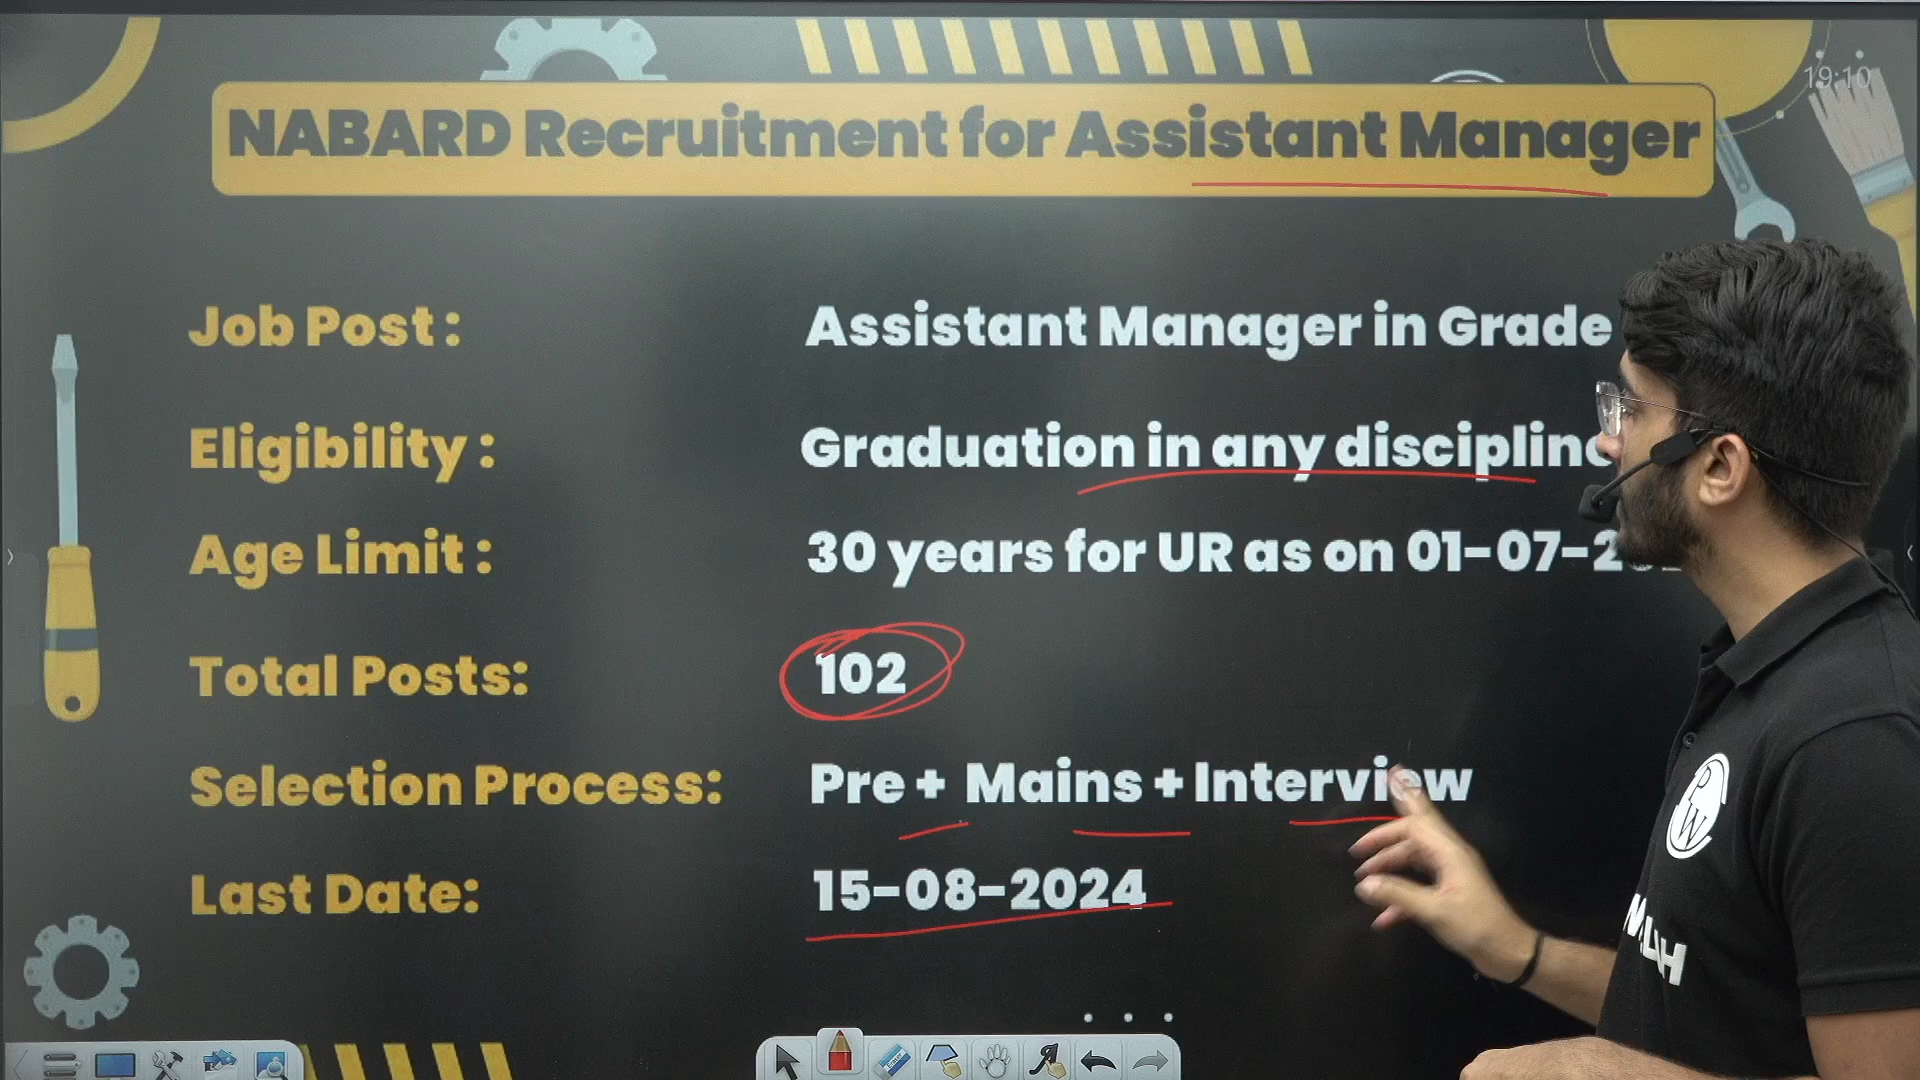 19:10
NABARD Recruitment for Assistant Manager
Job Post : Assistant Manager in Grade
Eligibility : Graduation in any discipline
Age Limit : 30 years for UR as on 01-07-
Total Posts: 102
Selection Process: Pre + Mains + Interview
Last Date: 15-08-2024
PW